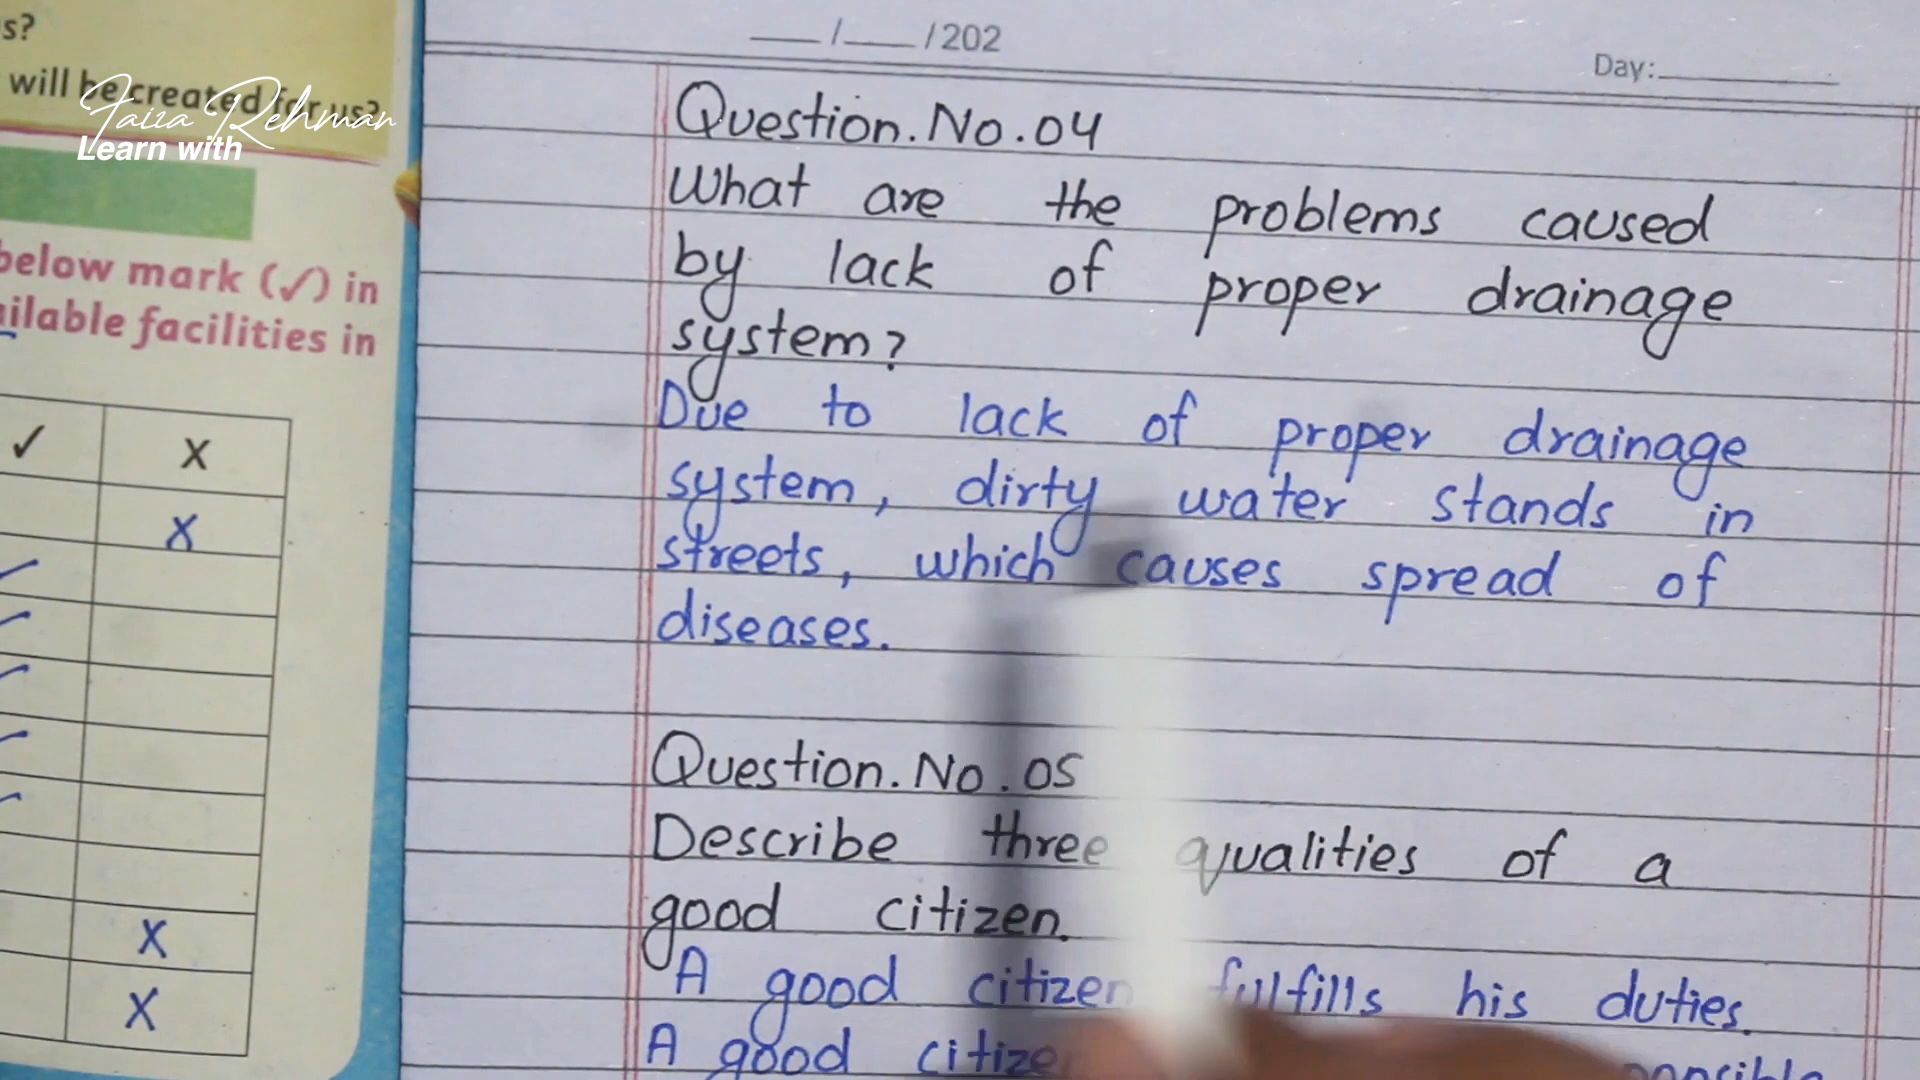 s?
will be created for us?
Faiza Rehman
Learn with
below mark (✓) in
facilities in
✓ X
X
X
X
__/__/202
Day:
Question.No.04
What are the problems caused
by lack of proper drainage
system?
Due to lack of proper drainage
system, dirty water stands in
streets, which causes spread of
diseases.
Question.No.05
Describe three qualities of a
good citizen.
A good citizen fulfills his duties.
A good